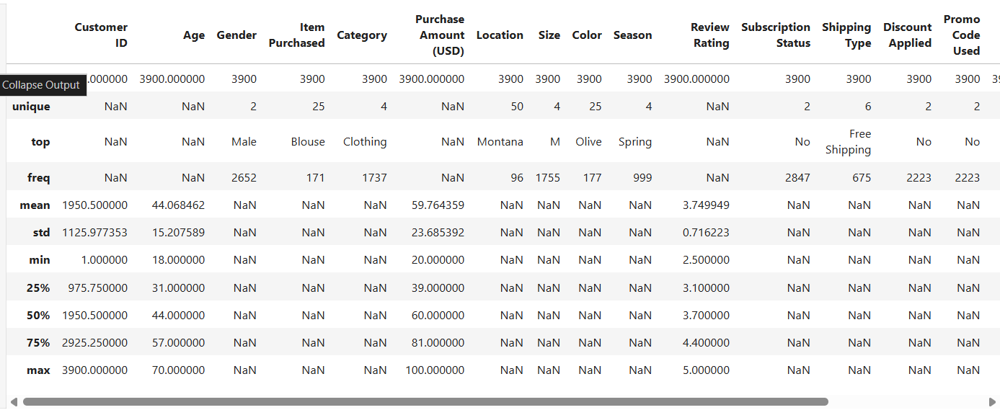 Customer ID Age Gender Item Purchased Category Purchase Amount (USD) Location Size Color Season Review Rating Subscription Status Shipping Type Discount Applied Promo Code Used
Collapse Output .000000 3900.000000 3900 3900 3900 3900.000000 3900 3900 3900 3900 3900.000000 3900 3900 3900 3900
unique NaN NaN 2 25 4 NaN 50 4 25 4 NaN 2 6 2 2
top NaN NaN Male Blouse Clothing NaN Montana M Olive Spring NaN No Free Shipping No No
freq NaN NaN 2652 171 1737 NaN 96 1755 177 999 NaN 2847 675 2223 2223
mean 1950.500000 44.068462 NaN NaN NaN 59.764359 NaN NaN NaN NaN 3.749949 NaN NaN NaN NaN
std 1125.977353 15.207589 NaN NaN NaN 23.685392 NaN NaN NaN NaN 0.716223 NaN NaN NaN NaN
min 1.000000 18.000000 NaN NaN NaN 20.000000 NaN NaN NaN NaN 2.500000 NaN NaN NaN NaN
25% 975.750000 31.000000 NaN NaN NaN 39.000000 NaN NaN NaN NaN 3.100000 NaN NaN NaN NaN
50% 1950.500000 44.000000 NaN NaN NaN 60.000000 NaN NaN NaN NaN 3.700000 NaN NaN NaN NaN
75% 2925.250000 57.000000 NaN NaN NaN 81.000000 NaN NaN NaN NaN 4.400000 NaN NaN NaN NaN
max 3900.000000 70.000000 NaN NaN NaN 100.000000 NaN NaN NaN NaN 5.000000 NaN NaN NaN NaN